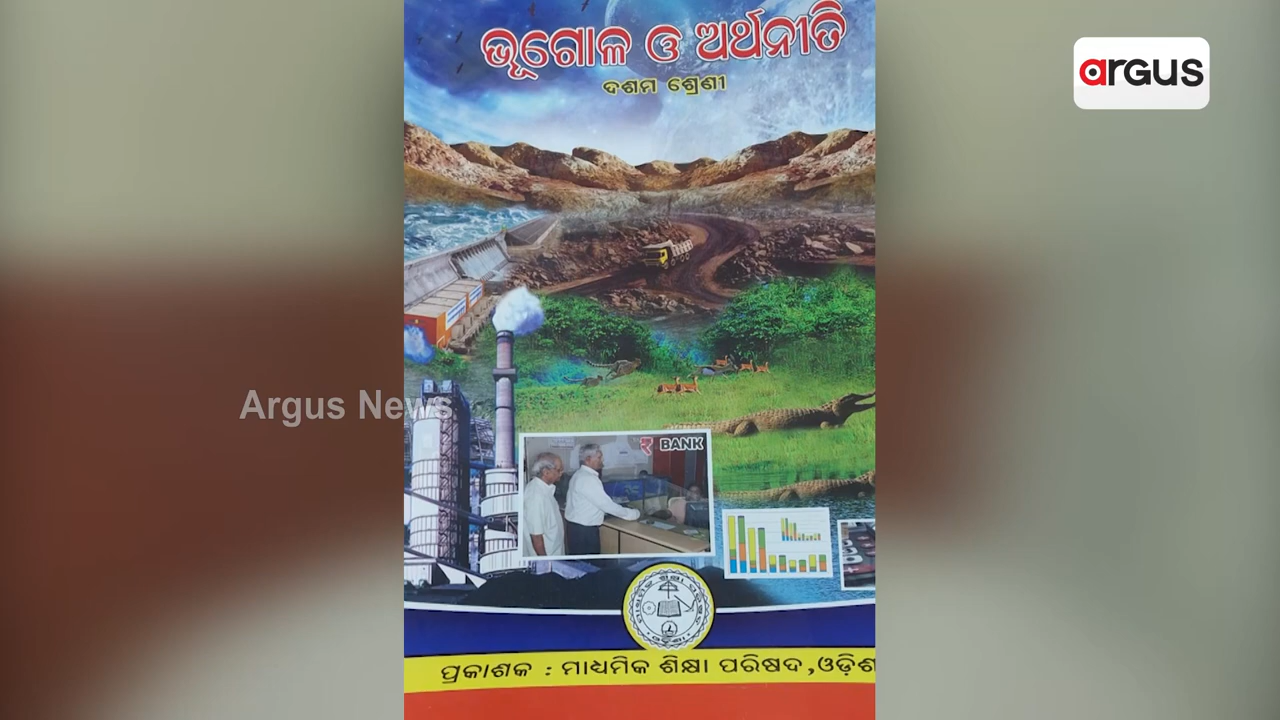 ଭୂଗୋଳ ଓ ଅର୍ଥନୀତି
ଦଶମ ଶ୍ରେଣୀ
argus
Argus News
₹ BANK
ପ୍ରକାଶକ : ମାଧ୍ୟମିକ ଶିକ୍ଷା ପରିଷଦ,ଓଡ଼ିଶା